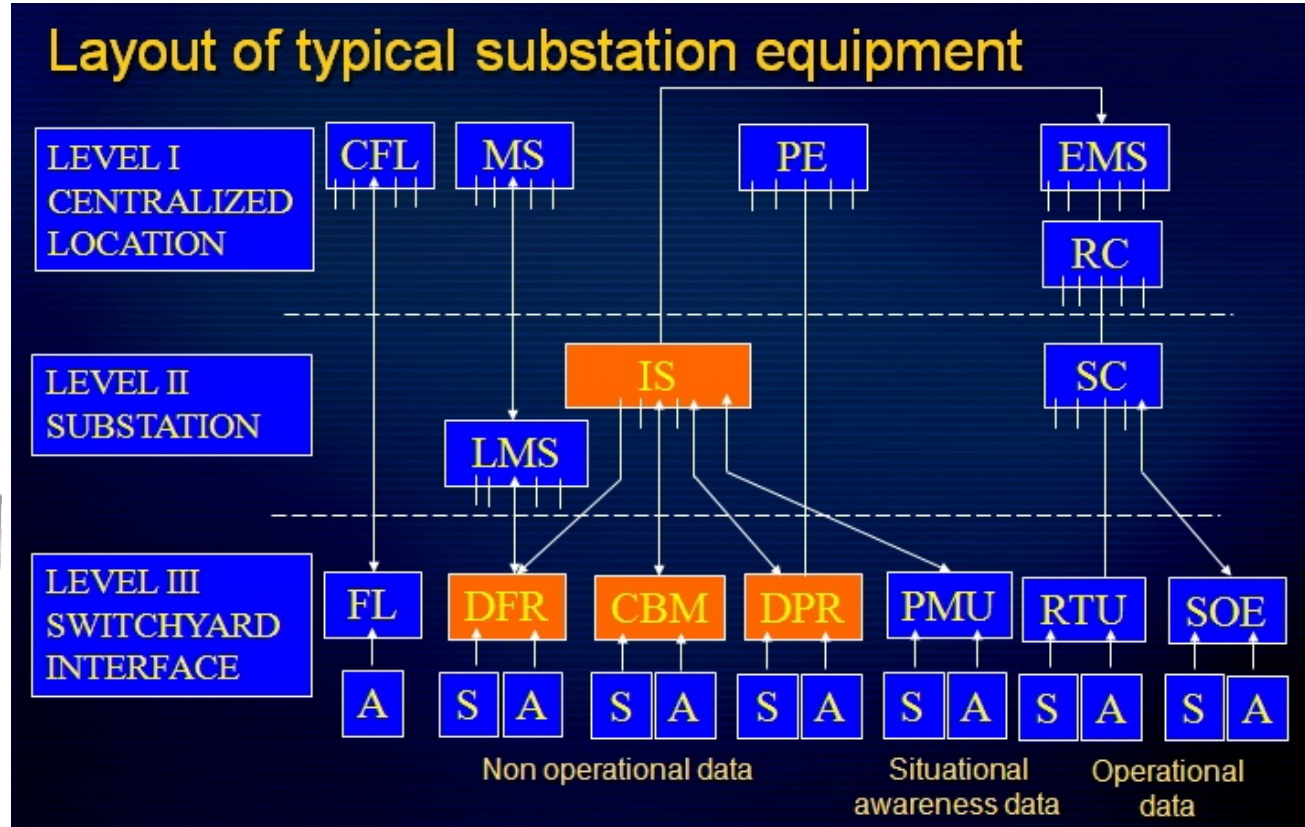 Layout of typical substation equipment
LEVEL I
CENTRALIZED
LOCATION
CFL
MS
PE
EMS
RC
LEVEL II
SUBSTATION
IS
SC
LMS
LEVEL III
SWITCHYARD
INTERFACE
FL
DFR
CBM
DPR
PMU
RTU
SOE
A
S
A
S
A
S
A
S
A
S
A
S
A
Non operational data
Situational
awareness data
Operational
data